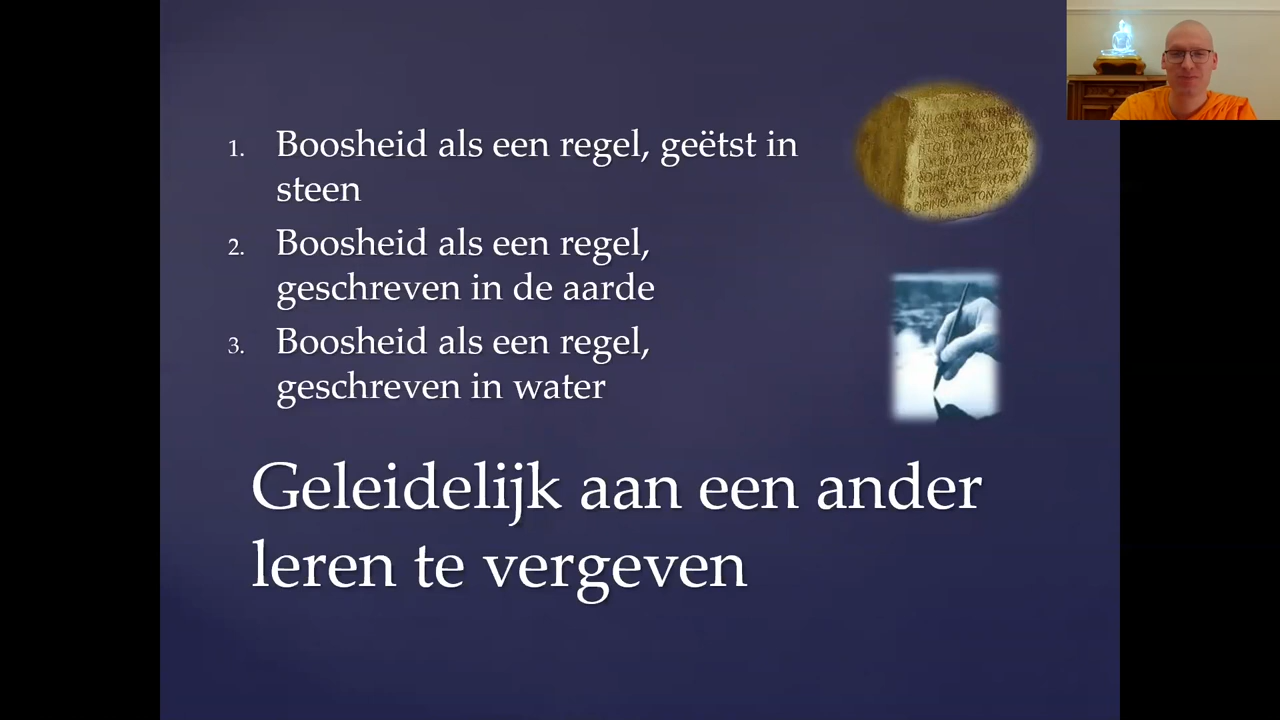 1. Boosheid als een regel, geëtst in
steen
2. Boosheid als een regel,
geschreven in de aarde
3. Boosheid als een regel,
geschreven in water
Geleidelijk aan een ander
leren te vergeven